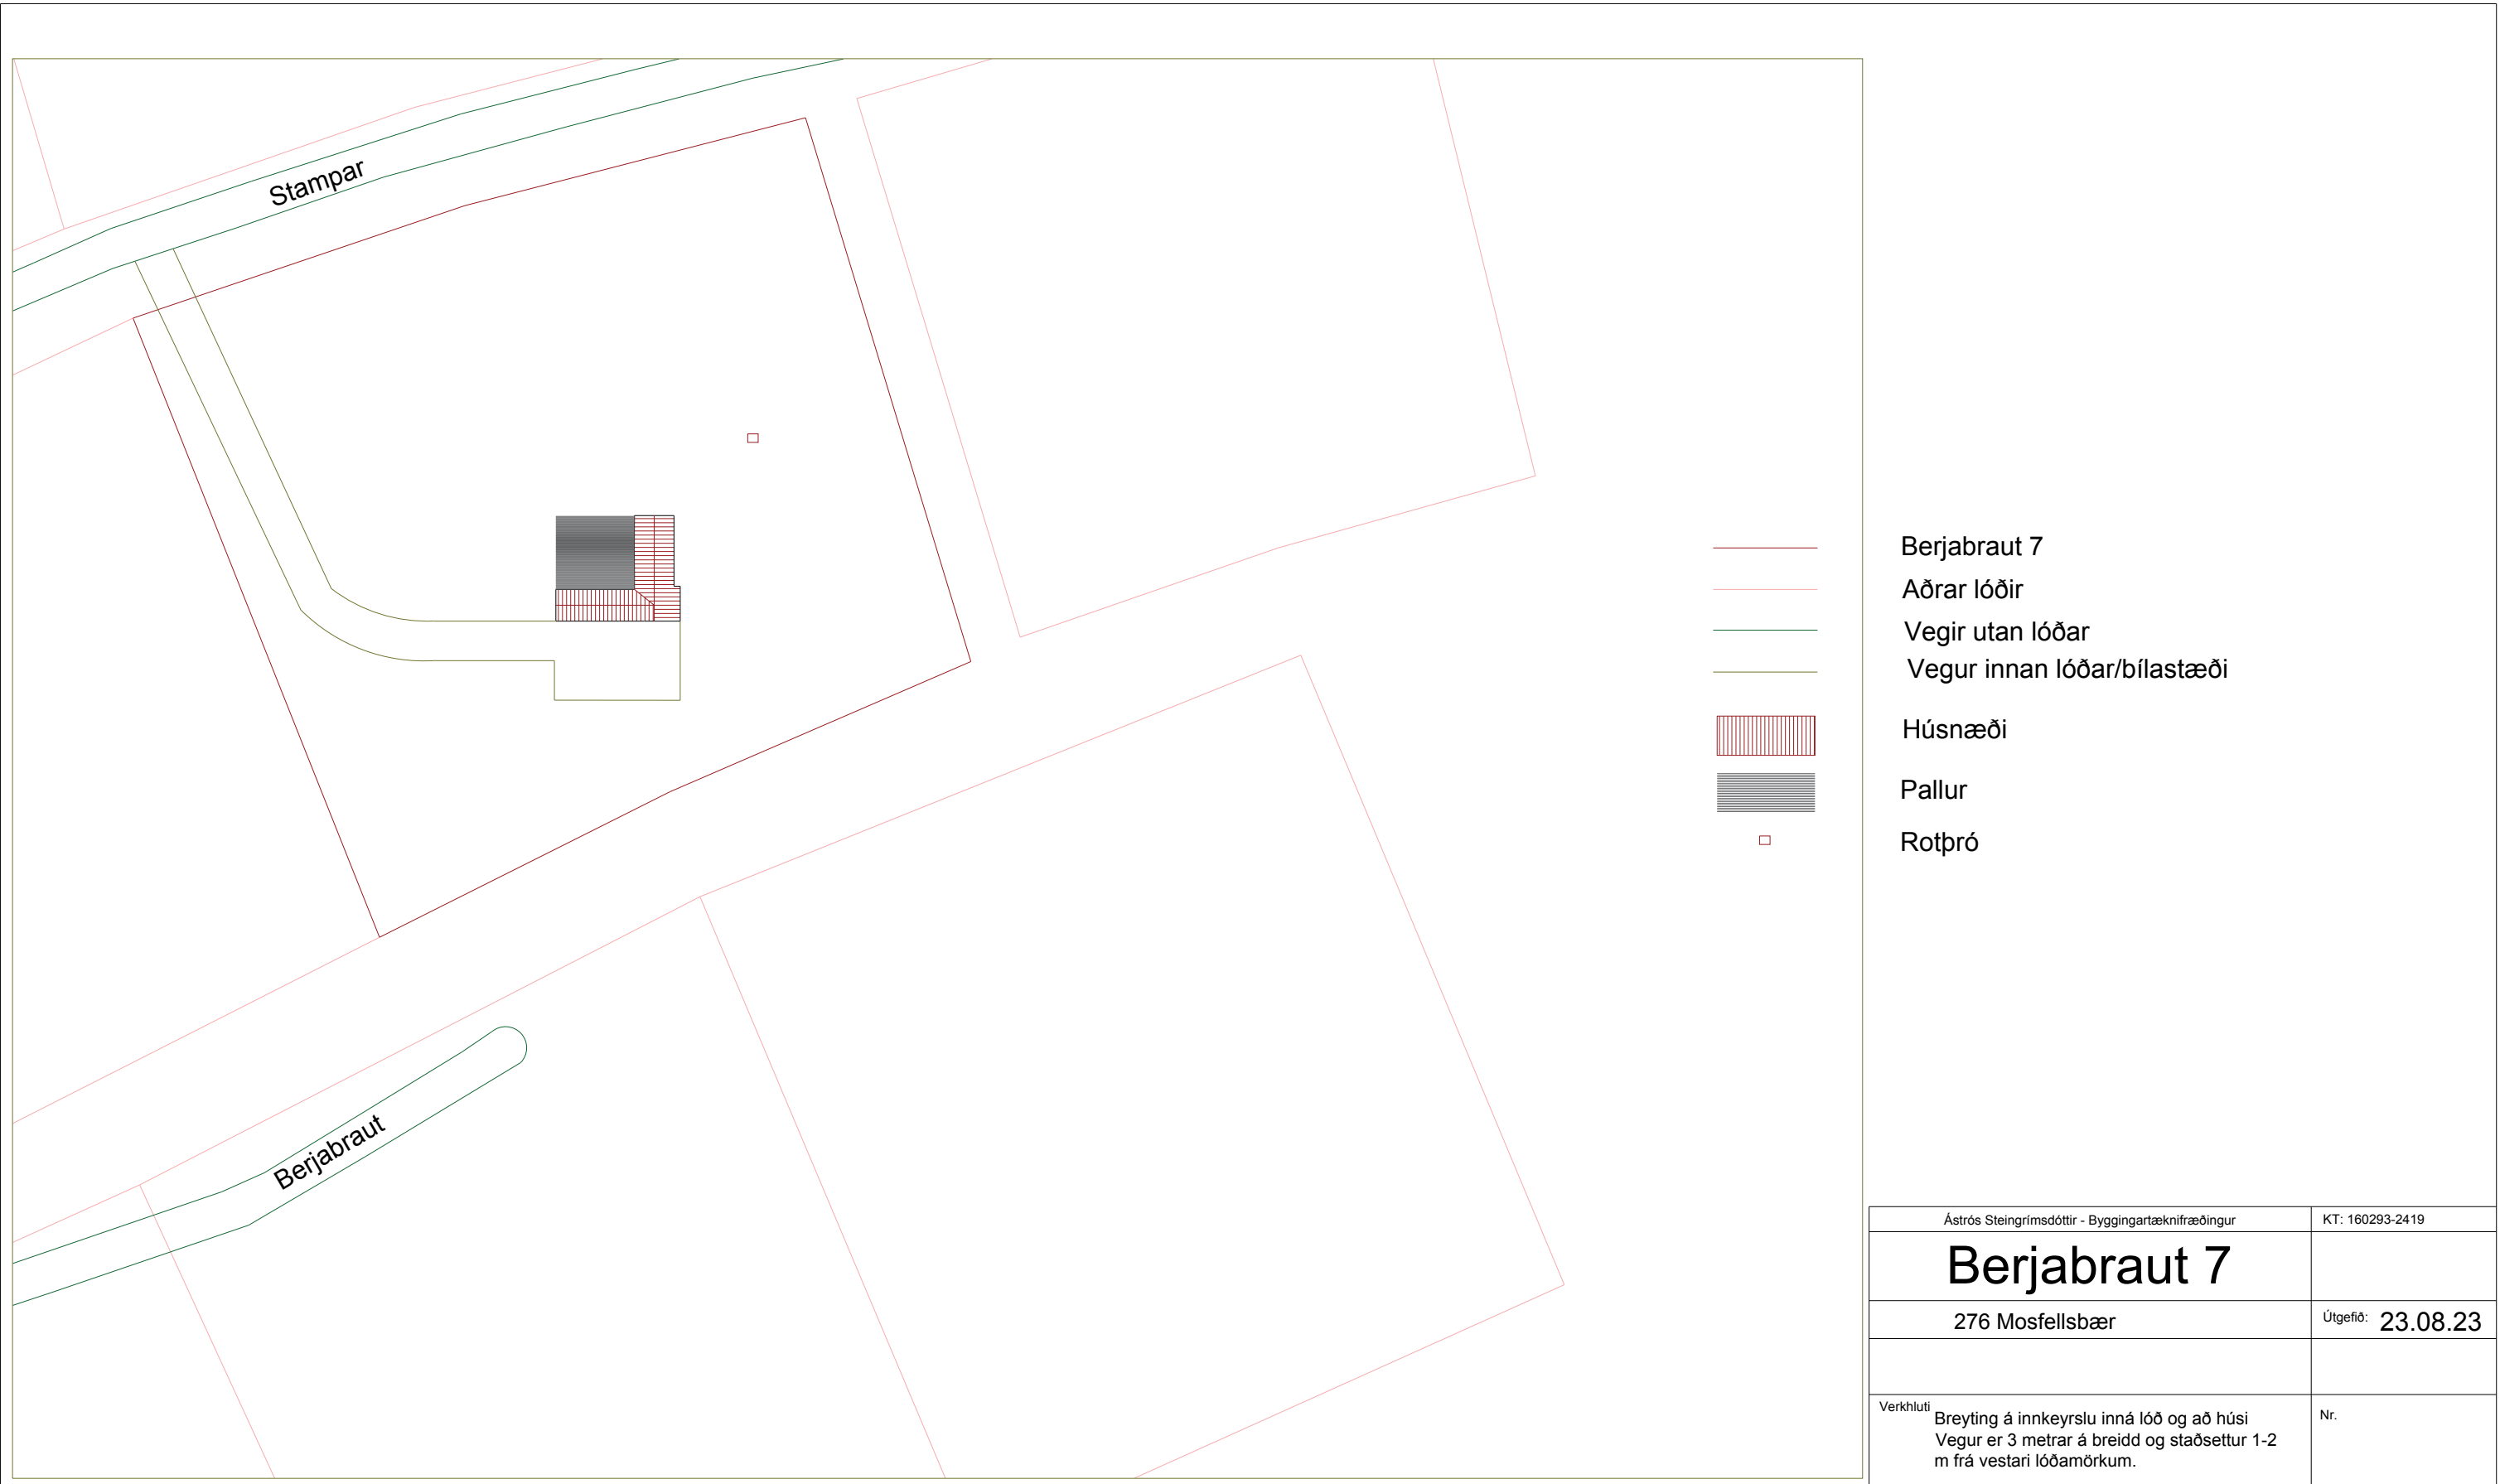 Stampar
Berjabraut 7
Aðrar lóðir
Vegir utan lóðar
Vegur innan lóðar/bílastæði
Húsnæði
Pallur
Rotþró
Berjabraut
Ástrós Steingrímsdóttir - Byggingartæknifræðingur
KT: 160293-2419
Berjabraut 7
276 Mosfellsbær
Útgefið: 23.08.23
Verkhluti
Breyting á innkeyrslu inná lóð og að húsi
Vegur er 3 metrar á breidd og staðsettur 1-2
m frá vestari lóðamörkum.
Nr.